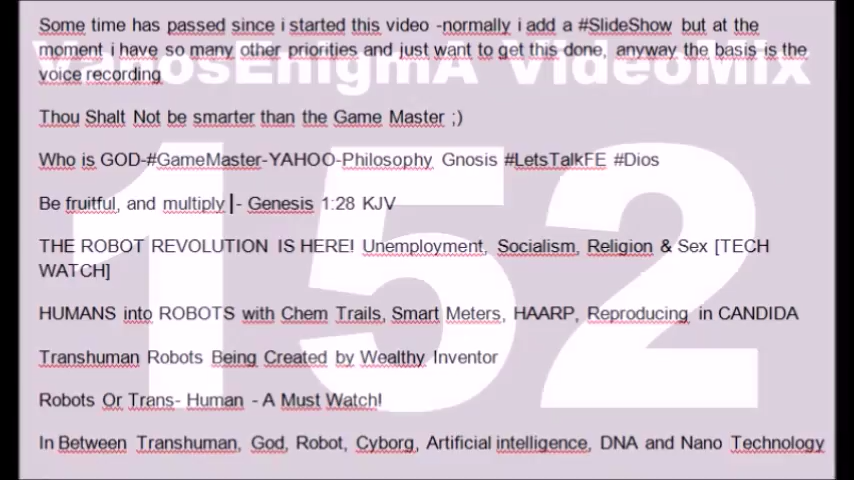 VanosEnigmA VideoMix
152
Some time has passed since i started this video -normally i add a #SlideShow but at the
moment i have so many other priorities and just want to get this done, anyway the basis is the
voice recording
Thou Shalt Not be smarter than the Game Master ;)
Who is GOD-#GameMaster-YAHOO-Philosophy Gnosis #LetsTalkFE #Dios
Be fruitful, and multiply - Genesis 1:28 KJV
THE ROBOT REVOLUTION IS HERE! Unemployment, Socialism, Religion & Sex [TECH
WATCH]
HUMANS into ROBOTS with Chem Trails, Smart Meters, HAARP, Reproducing in CANDIDA
Transhuman Robots Being Created by Wealthy Inventor
Robots Or Trans- Human - A Must Watch!
In Between Transhuman, God, Robot, Cyborg, Artificial intelligence, DNA and Nano Technology